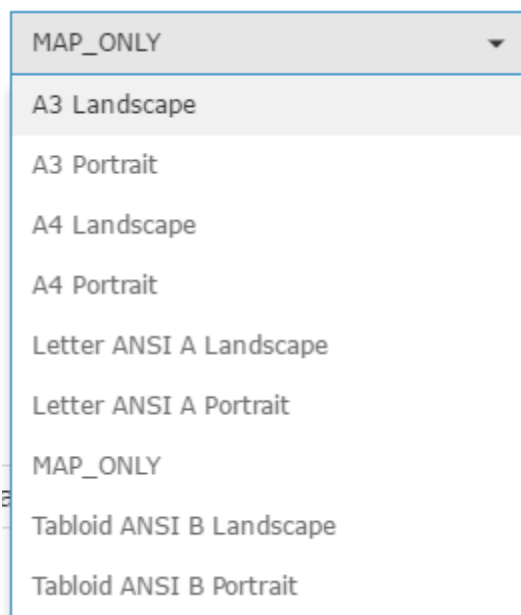 MAP_ONLY
A3 Landscape
A3 Portrait
A4 Landscape
A4 Portrait
Letter ANSI A Landscape
Letter ANSI A Portrait
MAP_ONLY
Tabloid ANSI B Landscape
Tabloid ANSI B Portrait